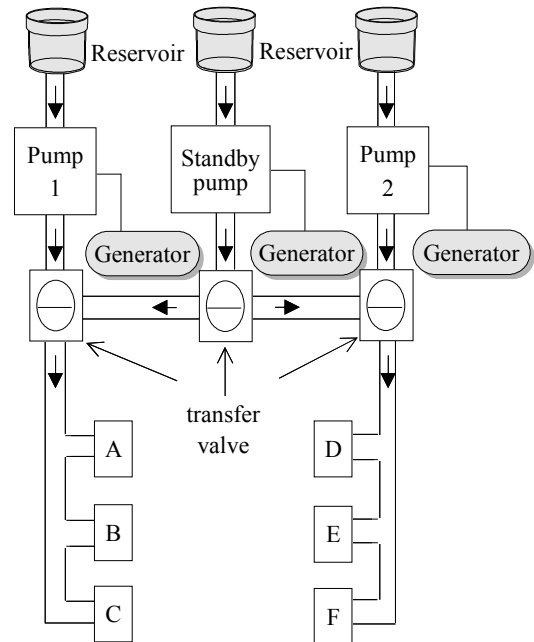 Reservoir
Reservoir
Pump
1
Standby
pump
Pump
2
Generator
Generator
Generator
transfer
valve
A
D
B
E
C
F